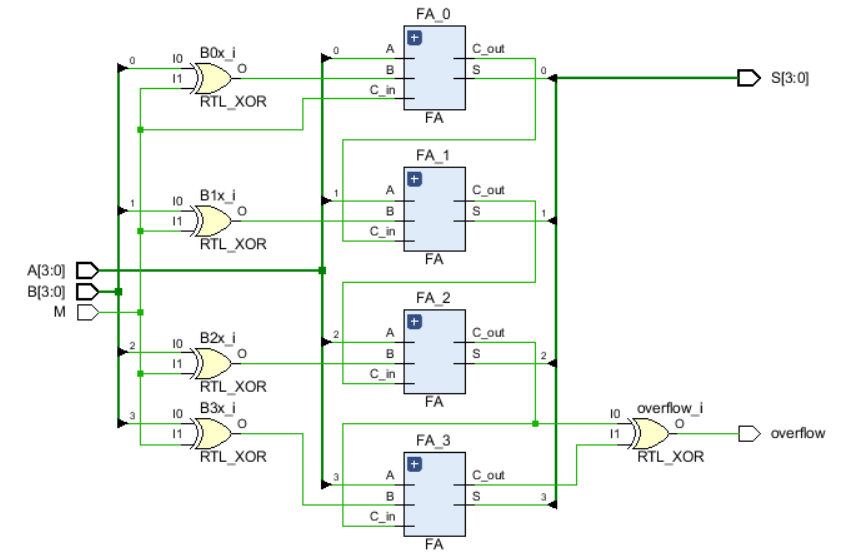 FA_0
0
I0
B0x_i
O
I1
RTL_XOR
0
A
B
C_in
C_out
S
FA
0
S[3:0]
FA_1
1
I0
B1x_i
O
I1
RTL_XOR
1
A
B
C_in
C_out
S
FA
1
A[3:0]
B[3:0]
M
FA_2
2
I0
B2x_i
O
I1
RTL_XOR
2
A
B
C_in
C_out
S
FA
2
3
I0
B3x_i
O
I1
RTL_XOR
FA_3
3
A
B
C_in
C_out
S
FA
3
I0
overflow_i
O
I1
RTL_XOR
overflow